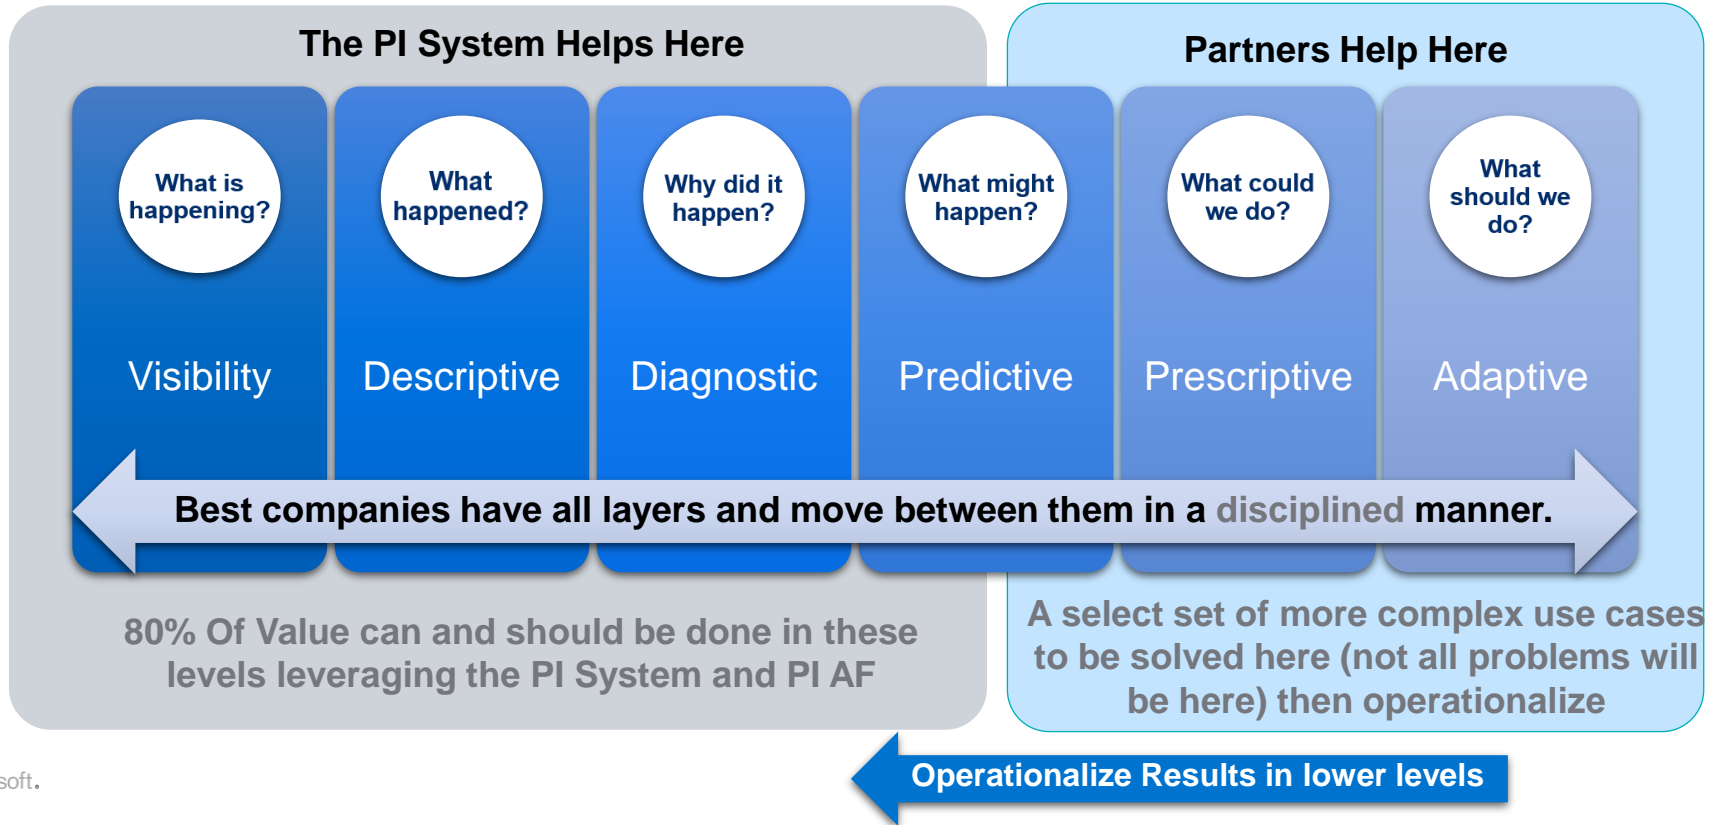 The PI System Helps Here
Partners Help Here
What is
happening?
What
happened?
Why did it
happen?
What might
happen?
What could
we do?
What
should we
do?
Visibility
Descriptive
Diagnostic
Predictive
Prescriptive
Adaptive
Best companies have all layers and move between them in a disciplined manner.
80% Of Value can and should be done in these
levels leveraging the PI System and PI AF
A select set of more complex use cases
to be solved here (not all problems will
be here) then operationalize
Operationalize Results in lower levels
soft.